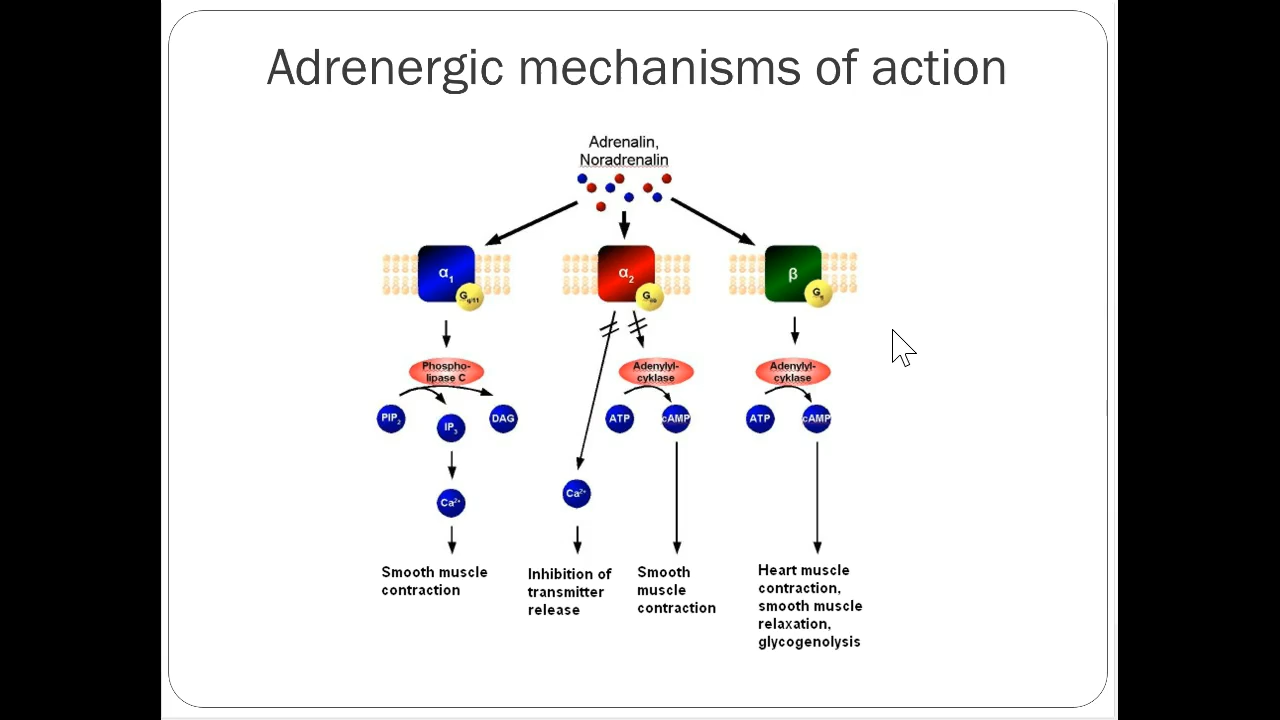 Adrenergic mechanisms of action
Adrenalin,
Noradrenalin
α₁
Gq/11
α₂
β
Phospho-
lipase C
Adenylyl-
cyklase
Adenylyl-
cyklase
PIP₂
IP₃
DAG
ATP
cAMP
ATP
cAMP
Ca²⁺
Ca²⁺
Smooth muscle
contraction
Inhibition of
transmitter
release
Smooth
muscle
contraction
Heart muscle
contraction,
smooth muscle
relaxation,
glycogenolysis